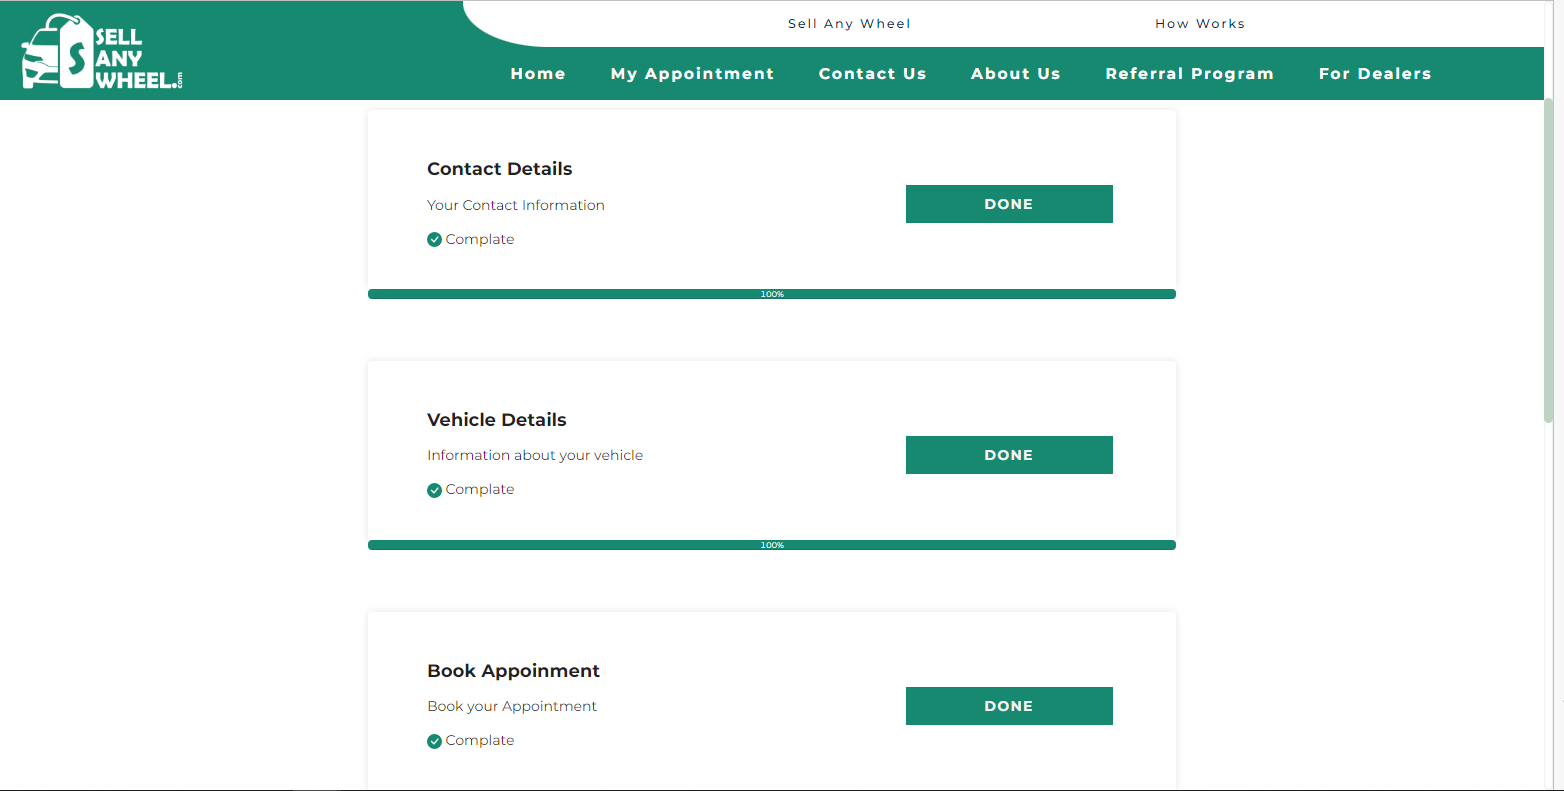 SELL
ANY
WHEEL.com
Sell Any Wheel
How Works
Home
My Appointment
Contact Us
About Us
Referral Program
For Dealers
Contact Details
Your Contact Information
Complate
DONE
100%
Vehicle Details
Information about your vehicle
Complate
DONE
100%
Book Appoinment
Book your Appointment
Complate
DONE